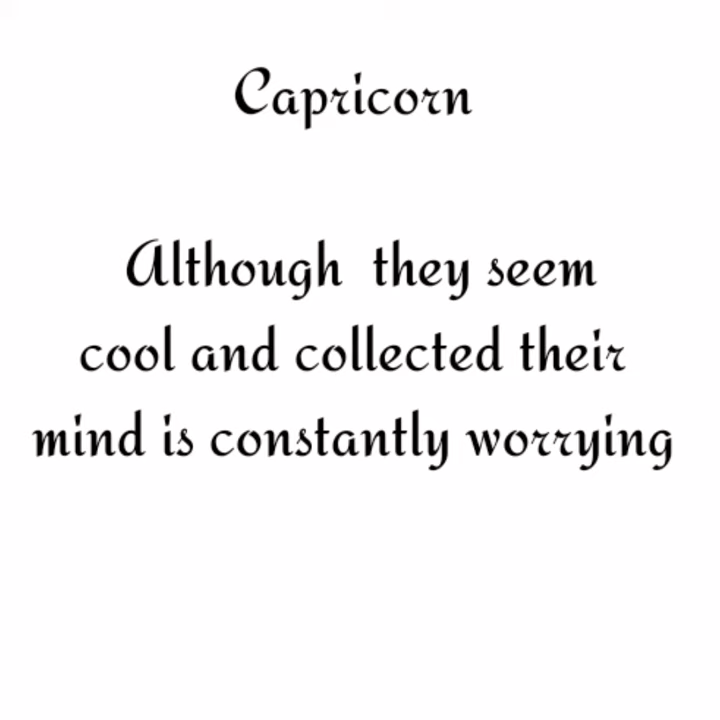 Capricorn
Although they seem
cool and collected their
mind is constantly worrying